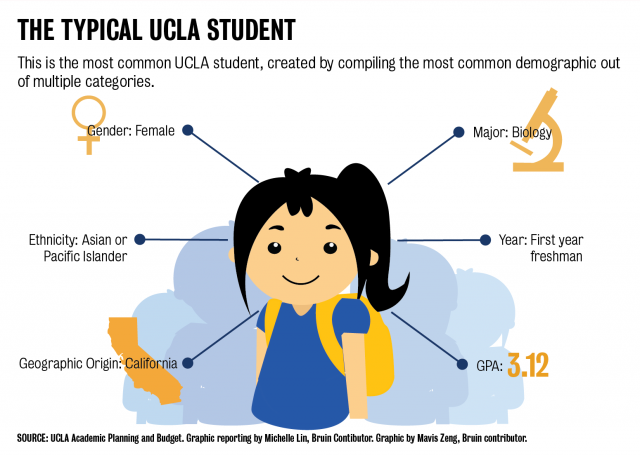 THE TYPICAL UCLA STUDENT
This is the most common UCLA student, created by compiling the most common demographic out
of multiple categories.
Gender: Female
Major: Biology
Ethnicity: Asian or
Pacific Islander
Year: First year
freshman
Geographic Origin: California
GPA: 3.12
SOURCE: UCLA Academic Planning and Budget. Graphic reporting by Michelle Lin, Bruin Contibutor. Graphic by Mavis Zeng, Bruin contributor.